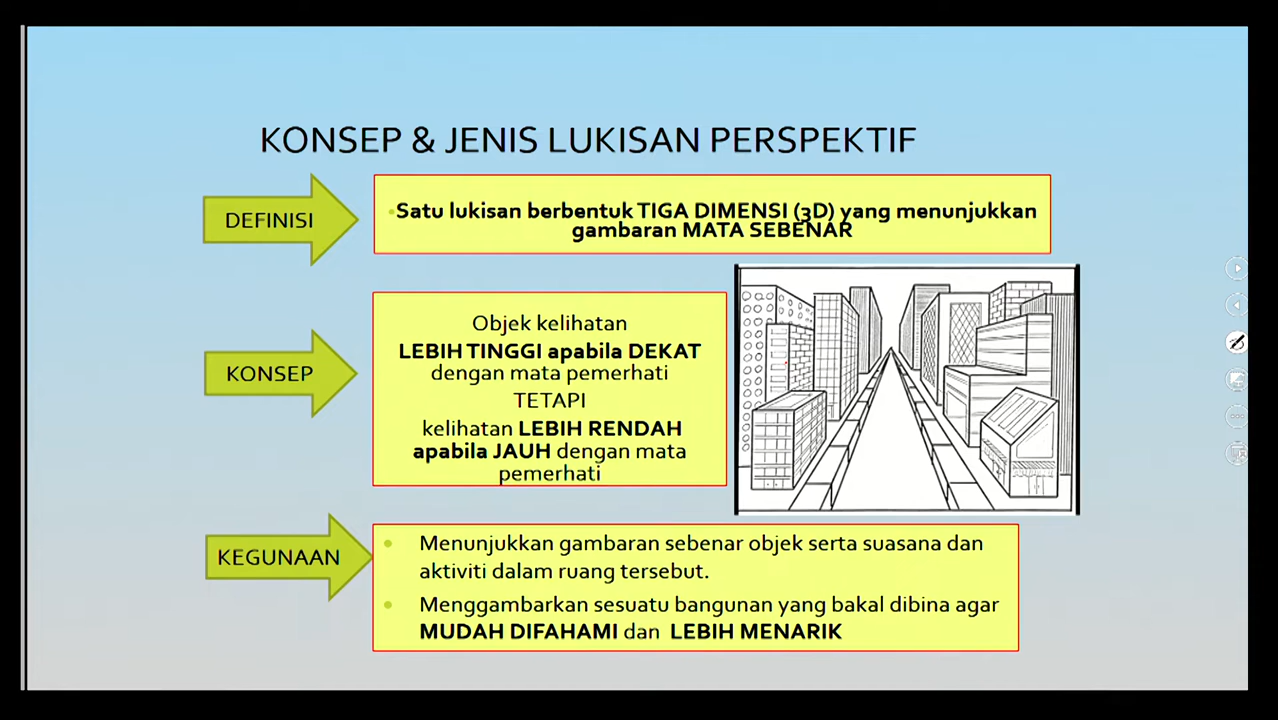 KONSEP & JENIS LUKISAN PERSPEKTIF
DEFINISI
Satu lukisan berbentuk TIGA DIMENSI (3D) yang menunjukkan
gambaran MATA SEBENAR
KONSEP
Objek kelihatan
LEBIH TINGGI apabila DEKAT
dengan mata pemerhati
TETAPI
kelihatan LEBIH RENDAH
apabila JAUH dengan mata
pemerhati
KEGUNAAN
Menunjukkan gambaran sebenar objek serta suasana dan
aktiviti dalam ruang tersebut.
Menggambarkan sesuatu bangunan yang bakal dibina agar
MUDAH DIFAHAMI dan LEBIH MENARIK